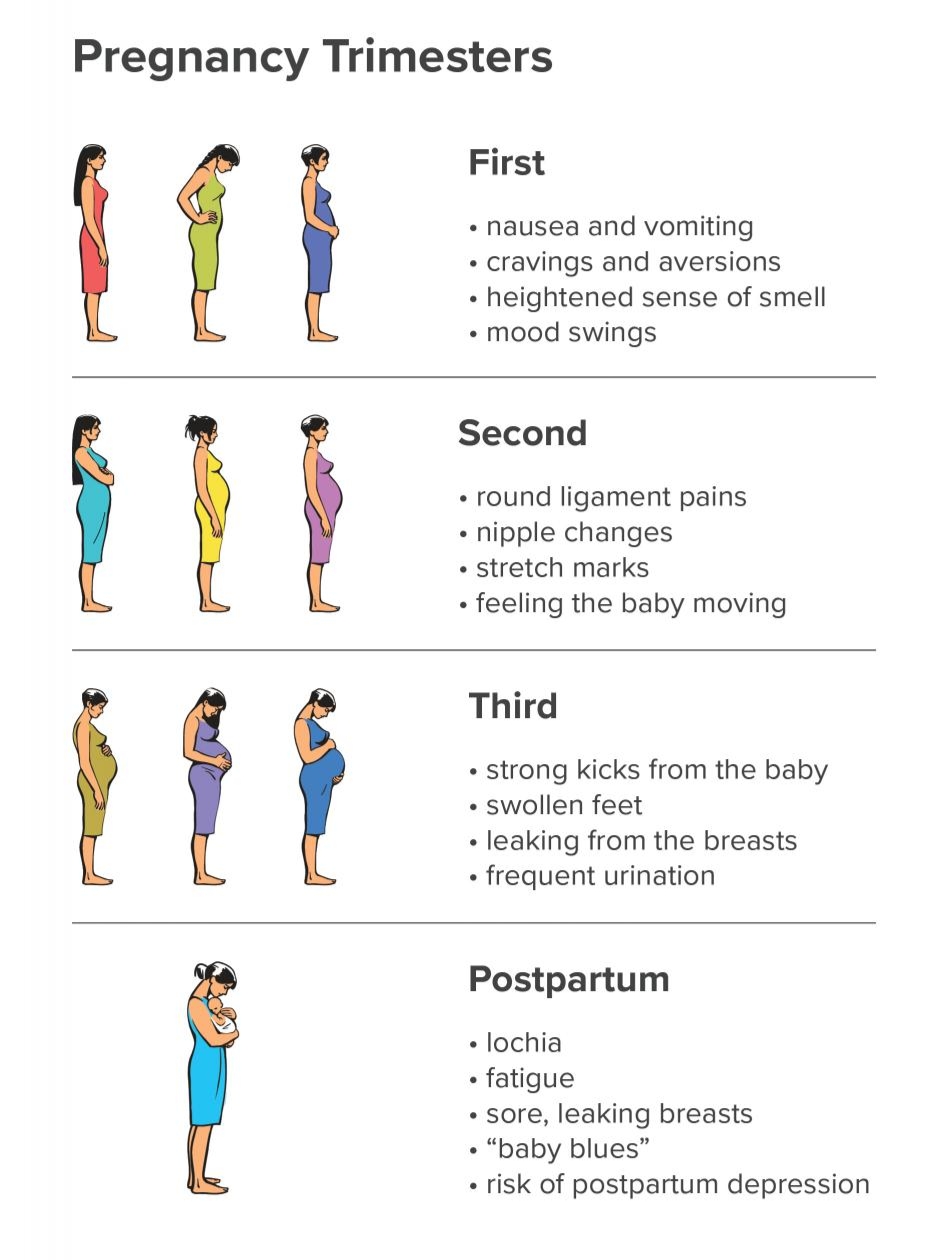 Pregnancy Trimesters
First
• nausea and vomiting
• cravings and aversions
• heightened sense of smell
• mood swings
Second
• round ligament pains
• nipple changes
• stretch marks
• feeling the baby moving
Third
• strong kicks from the baby
• swollen feet
• leaking from the breasts
• frequent urination
Postpartum
• lochia
• fatigue
• sore, leaking breasts
• “baby blues”
• risk of postpartum depression